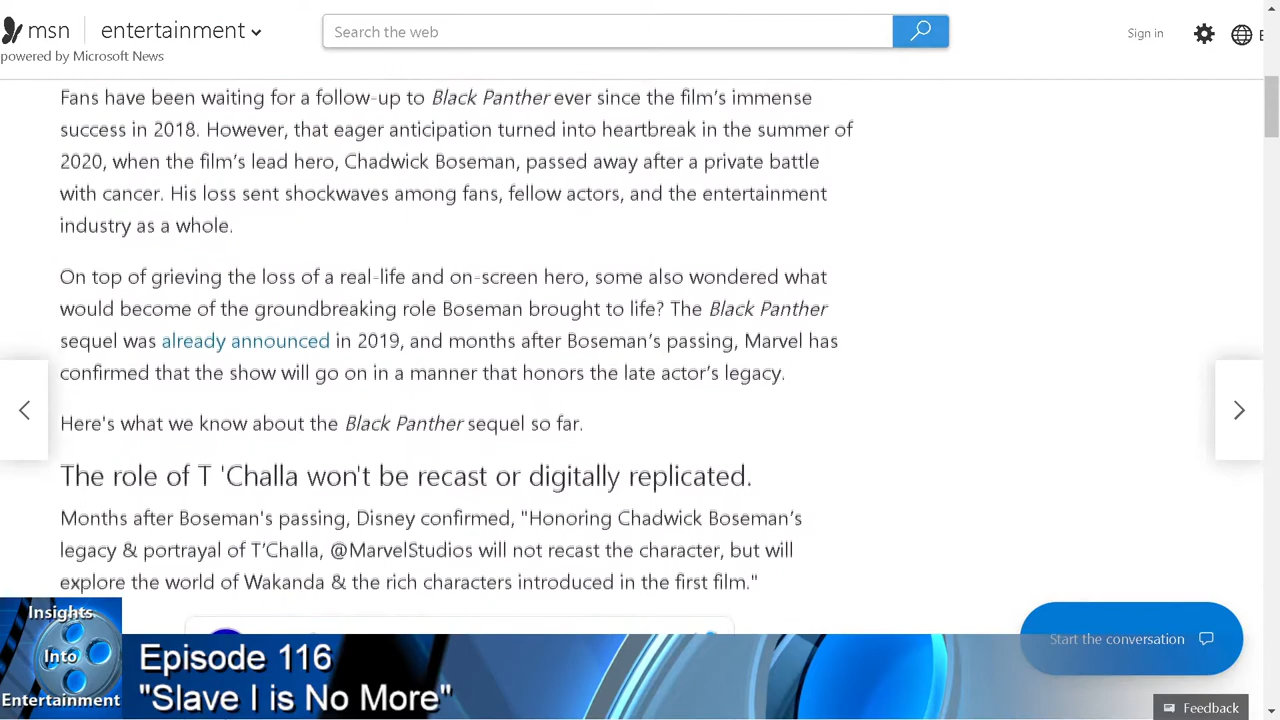 msn
entertainment
Search the web
Sign in
powered by Microsoft News
Fans have been waiting for a follow-up to Black Panther ever since the film’s immense
success in 2018. However, that eager anticipation turned into heartbreak in the summer of
2020, when the film’s lead hero, Chadwick Boseman, passed away after a private battle
with cancer. His loss sent shockwaves among fans, fellow actors, and the entertainment
industry as a whole.
On top of grieving the loss of a real-life and on-screen hero, some also wondered what
would become of the groundbreaking role Boseman brought to life? The Black Panther
sequel was already announced in 2019, and months after Boseman’s passing, Marvel has
confirmed that the show will go on in a manner that honors the late actor’s legacy.
Here's what we know about the Black Panther sequel so far.
The role of T 'Challa won't be recast or digitally replicated.
Months after Boseman's passing, Disney confirmed, "Honoring Chadwick Boseman’s
legacy & portrayal of T’Challa, @MarvelStudios will not recast the character, but will
explore the world of Wakanda & the rich characters introduced in the first film."
Start the conversation
Insights
Into
Entertainment
Episode 116
"Slave I is No More"
Feedback